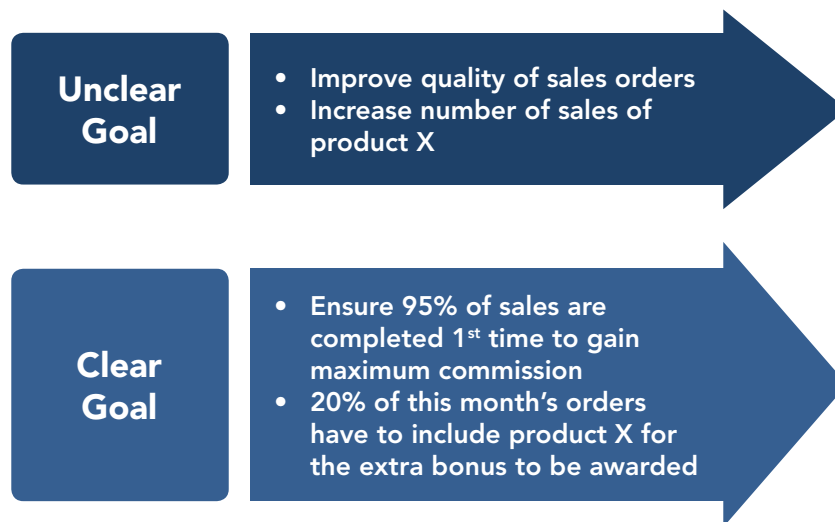 Unclear
Goal
• Improve quality of sales orders
• Increase number of sales of
product X
Clear
Goal
• Ensure 95% of sales are
completed 1st time to gain
maximum commission
• 20% of this month’s orders
have to include product X for
the extra bonus to be awarded